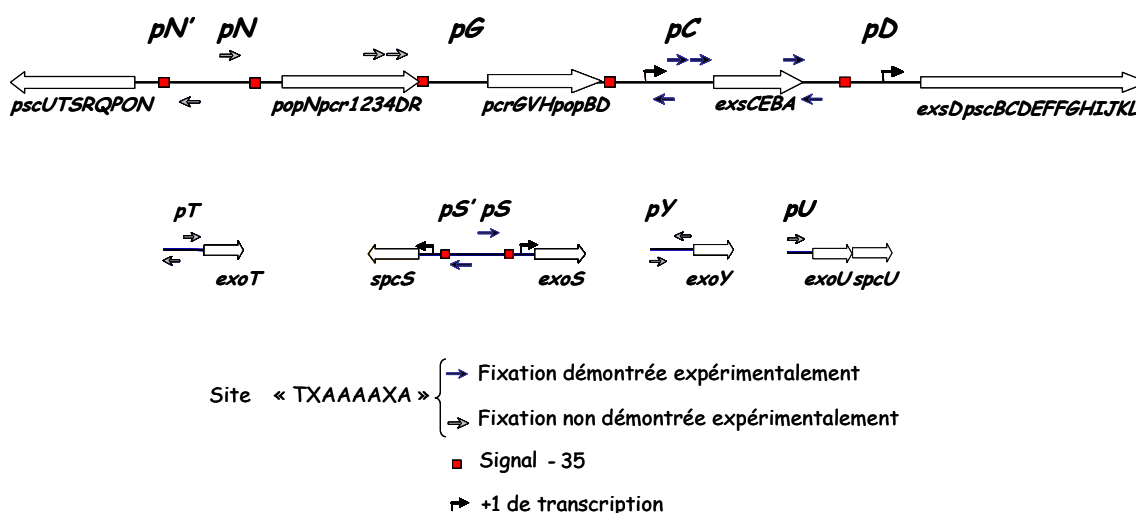 pN' pN pG pC pD
pscUTSRQPON popNpcr1234DR pcrGVHpopBD exsCEBA exsDpscBCDEFFGHIJKL
pT pS' pS pY pU
exoT spcS exoS exoY exoU spcU
Site « TXAAAAXA »
Fixation démontrée expérimentalement
Fixation non démontrée expérimentalement
Signal - 35
+1 de transcription